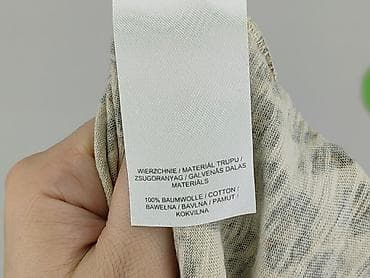 WIERZCHNIE / MATERIÁL TRUPU /
ZSUGORANYAG / GALVENĀS DAĻAS
MATERIĀLS
100% BAUMWOLLE / COTTON /
BAWEŁNA / BAVLNA / PAMUT /
KOKVILNA